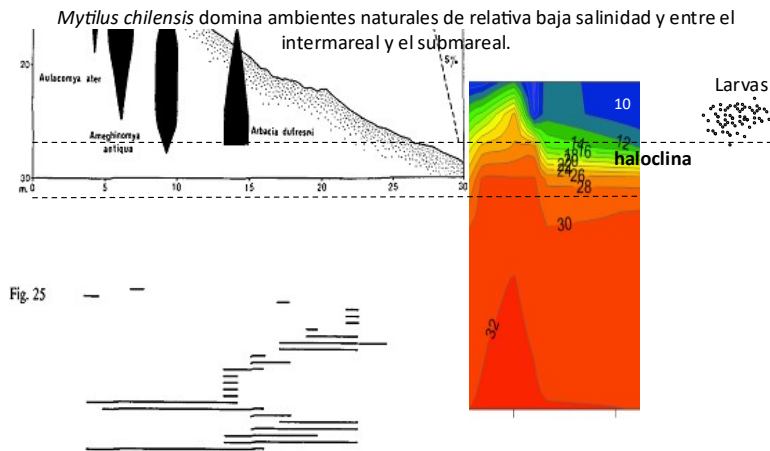 Mytilus chilensis domina ambientes naturales de relativa baja salinidad y entre el
intermareal y el submareal.
20
5%
Larvas
Aulacomya ater
10
Arbacia dufresni
Ameghinomya
antiqua
14
12
16
haloclina
18
20
22
24
26
30
28
m. 0 5 10 15 20 25 30
30
Fig. 25
32